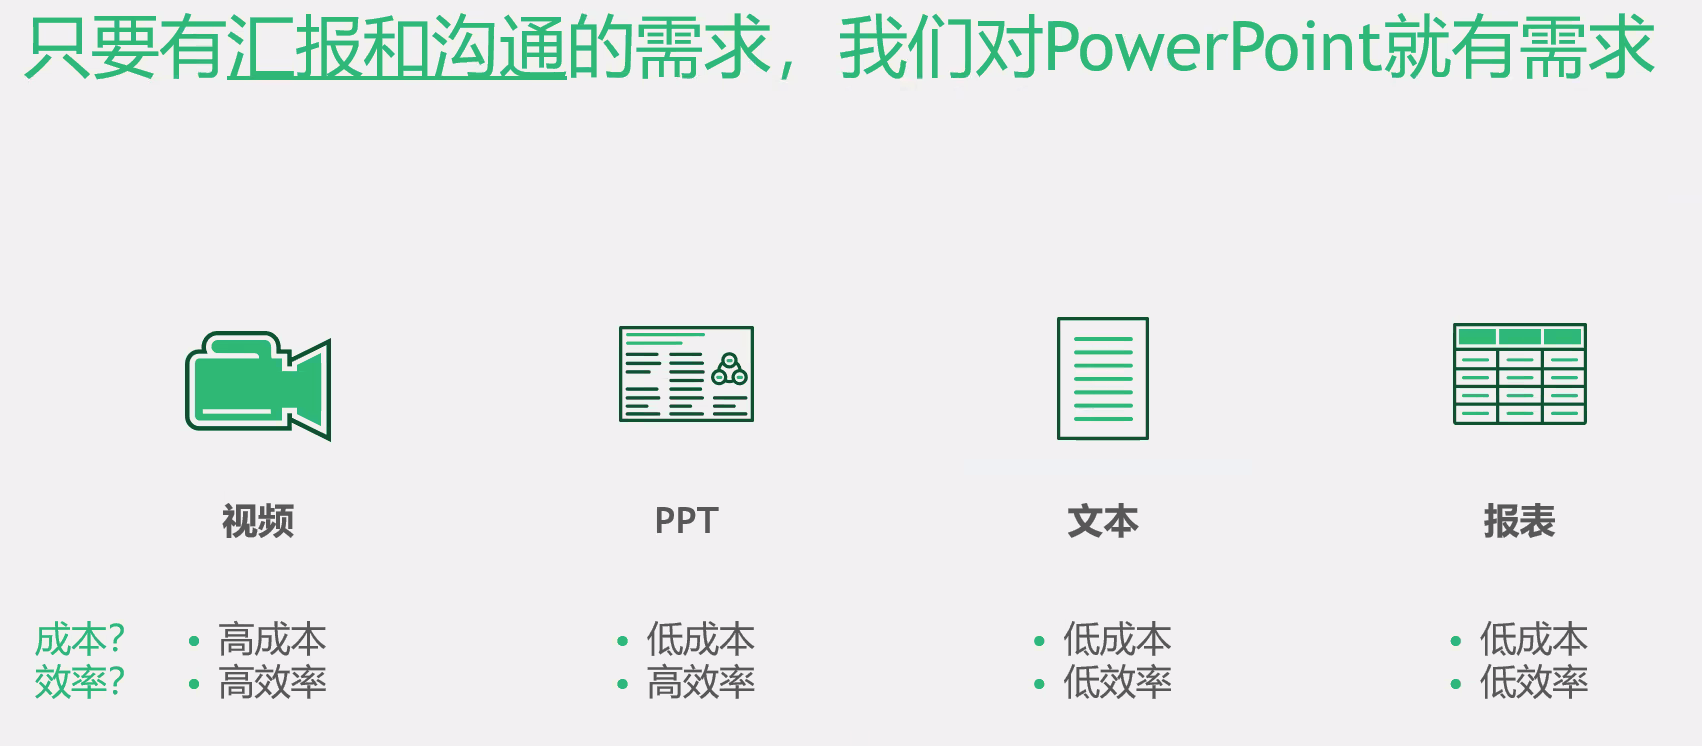 只要有汇报和沟通的需求，我们对PowerPoint就有需求
视频
PPT
文本
报表
成本？
• 高成本
• 低成本
• 低成本
• 低成本
效率？
• 高效率
• 高效率
• 低效率
• 低效率